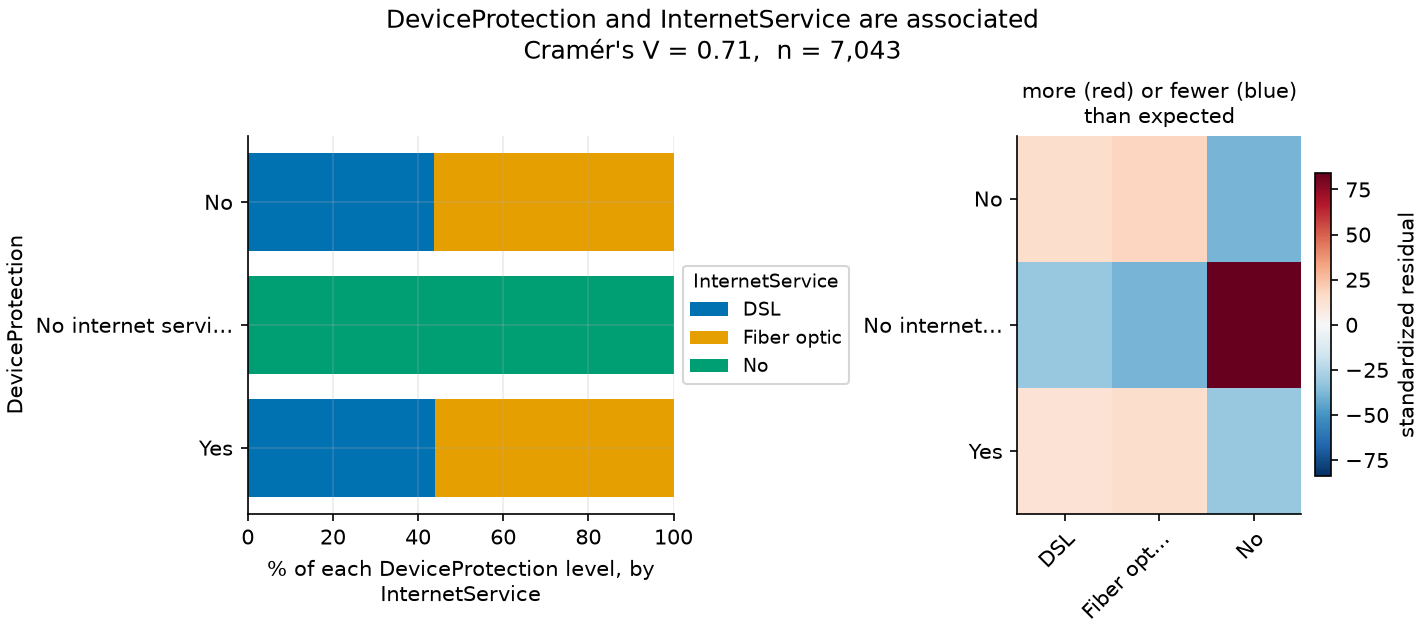 DeviceProtection and InternetService are associated
Cramér's V = 0.71, n = 7,043
DeviceProtection
No
No internet servi...
Yes
0 20 40 60 80 100
% of each DeviceProtection level, by
InternetService
InternetService
DSL
Fiber optic
No
more (red) or fewer (blue)
than expected
No
No internet...
Yes
DSL
Fiber opt...
No
75
50
25
0
−25
−50
−75
standardized residual